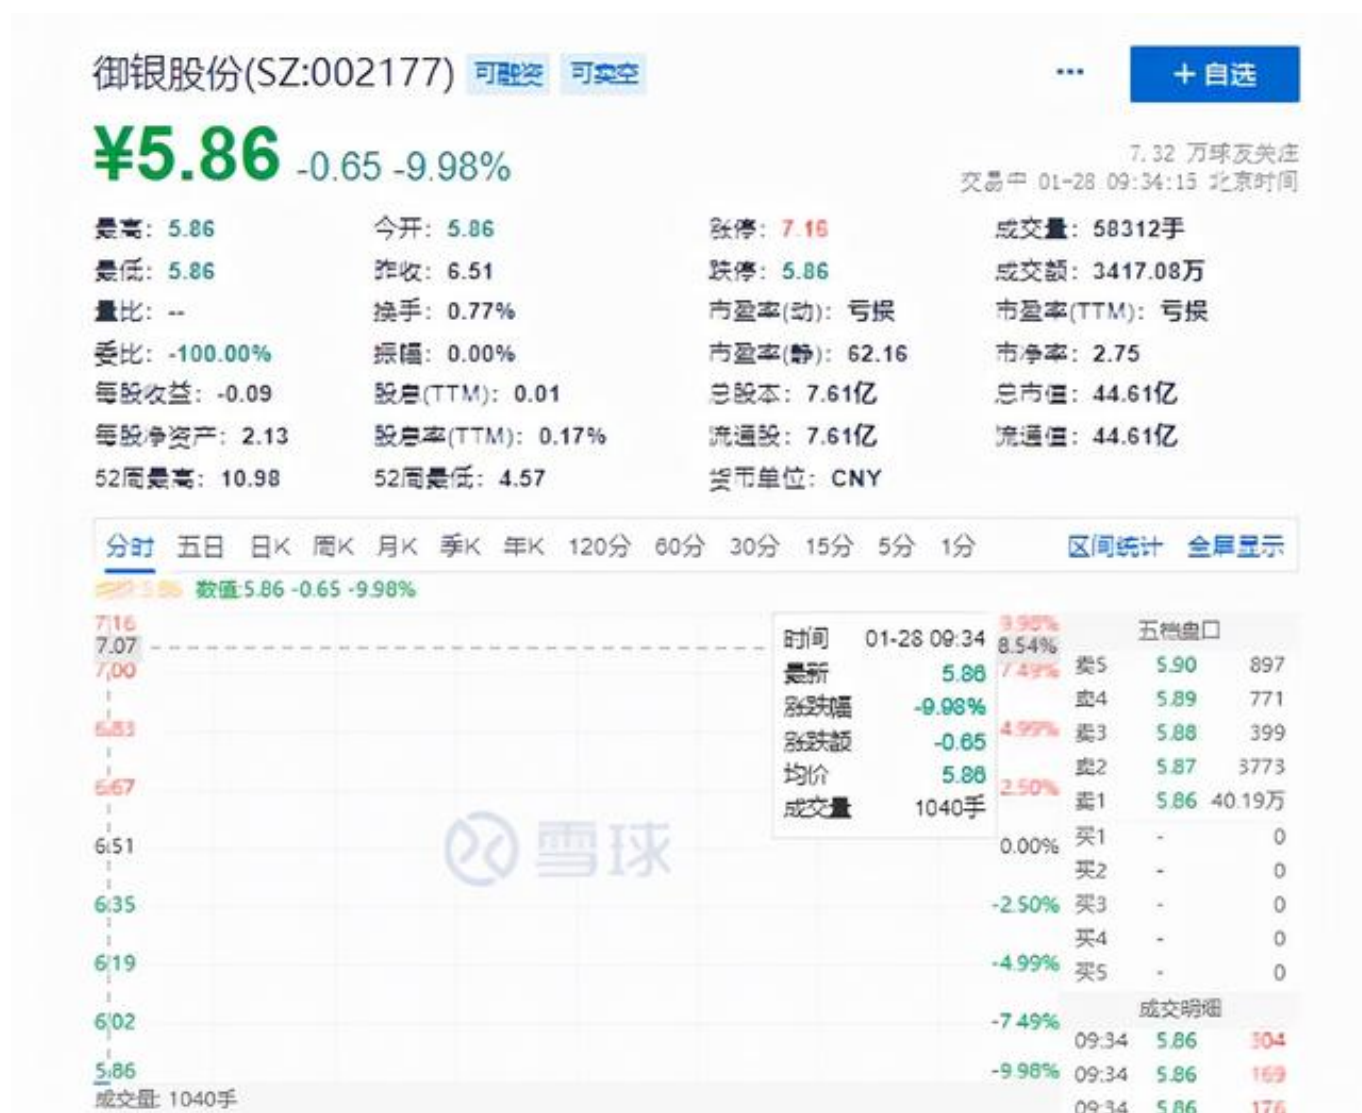 御银股份(SZ:002177) 可融资 可卖空 ··· +自选
¥5.86 -0.65 -9.98%
7.32 万球友关注
交易中 01-28 09:34:15 北京时间
最高：5.86 今开：5.86 涨停：7.16 成交量：58312手
最低：5.86 昨收：6.51 跌停：5.86 成交额：3417.08万
量比：-- 换手：0.77% 市盈率(动)：亏损 市盈率(TTM)：亏损
委比：-100.00% 振幅：0.00% 市盈率(静)：62.16 市净率：2.75
每股收益：-0.09 股息(TTM)：0.01 总股本：7.61亿 总市值：44.61亿
每股净资产：2.13 股息率(TTM)：0.17% 流通股：7.61亿 流通值：44.61亿
52周最高：10.98 52周最低：4.57 货币单位：CNY
分时 五日 日K 周K 月K 季K 年K 120分 60分 30分 15分 5分 1分 区间统计 全屏显示
5.86 数值:5.86 -0.65 -9.98%
7.16 9.98%
7.07 8.54%
7.00 7.49%
6.83 4.99%
6.67 2.50%
6.51 0.00%
6.35 -2.50%
6.19 -4.99%
6.02 -7.49%
5.86 -9.98%
成交量: 1040手
时间 01-28 09:34
最新 5.86
涨跌幅 -9.98%
涨跌额 -0.65
均价 5.86
成交量 1040手
雪球
五档盘口
卖5 5.90 897
卖4 5.89 771
卖3 5.88 399
卖2 5.87 3773
卖1 5.86 40.19万
买1 - 0
买2 - 0
买3 - 0
买4 - 0
买5 - 0
成交明细
09:34 5.86 304
09:34 5.86 169
09:34 5.86 176